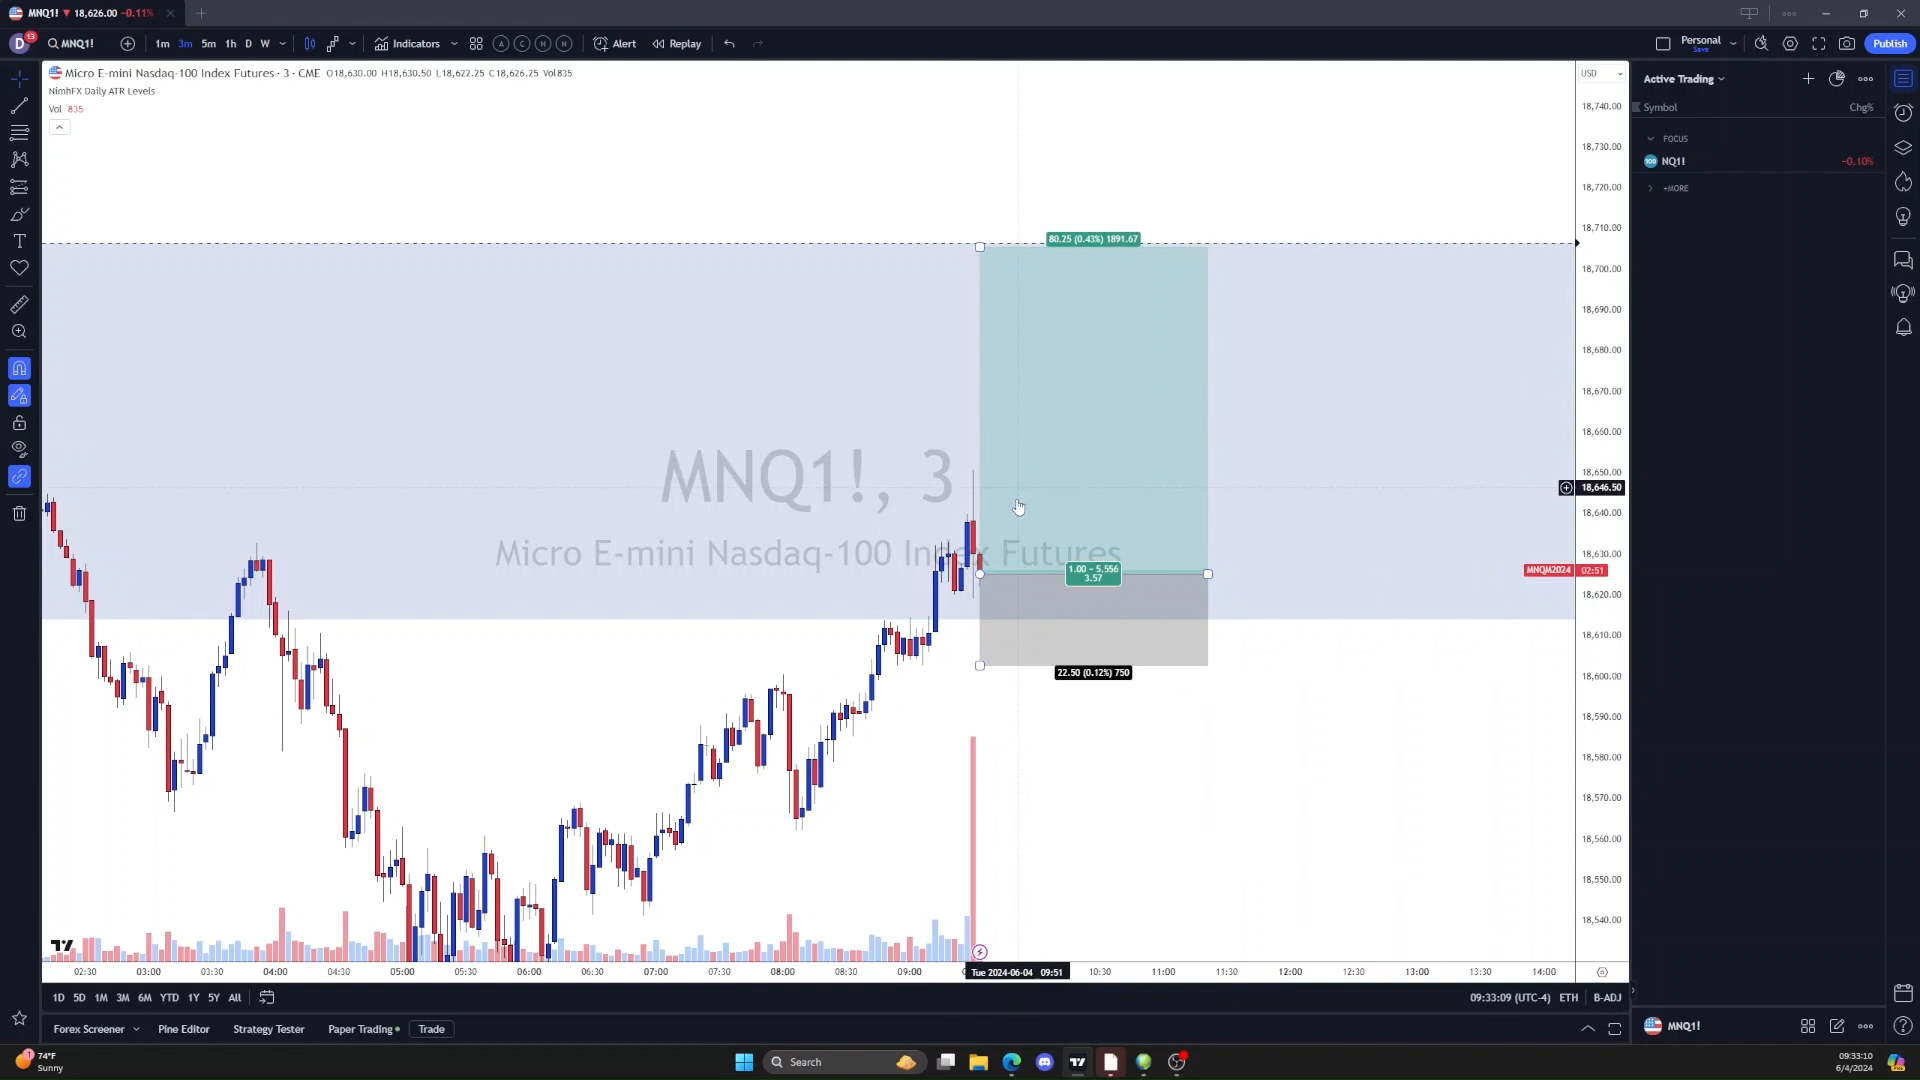 MNQ1! ▼ 18,626.00 −0.11%
D 13 MNQ1! 1m 3m 5m 1h D W Indicators A C H H Alert Replay Personal Save Publish
Micro E-mini Nasdaq-100 Index Futures · 3 · CME O18,630.00 H18,630.50 L18,622.25 C18,626.25 Vol835
NimhFX Daily ATR Levels
Vol 835
USD
18,740.00
18,730.00
18,720.00
18,710.00
18,700.00
18,690.00
18,680.00
18,670.00
18,660.00
18,650.00
18,646.50
18,640.00
18,630.00
MNQM2024 02:51
18,620.00
18,610.00
18,600.00
18,590.00
18,580.00
18,570.00
18,560.00
18,550.00
18,540.00
80.25 (0.43%) 1891.67
MNQ1!, 3
Micro E-mini Nasdaq-100 Index Futures
1.00 − 5.556
3.57
22.50 (0.12%) 750
02:30 03:00 03:30 04:00 04:30 05:00 05:30 06:00 06:30 07:00 07:30 08:00 08:30 09:00 Tue 2024-06-04 09:51 10:30 11:00 11:30 12:00 12:30 13:00 13:30 14:00
1D 5D 1M 3M 6M YTD 1Y 5Y All 09:33:09 (UTC-4) ETH B-ADJ
Forex Screener Pine Editor Strategy Tester Paper Trading Trade
Active Trading
Symbol Chg%
FOCUS
100 NQ1! −0.10%
+MORE
MNQ1!
1 74°F
Sunny
Search
09:33:10
6/4/2024